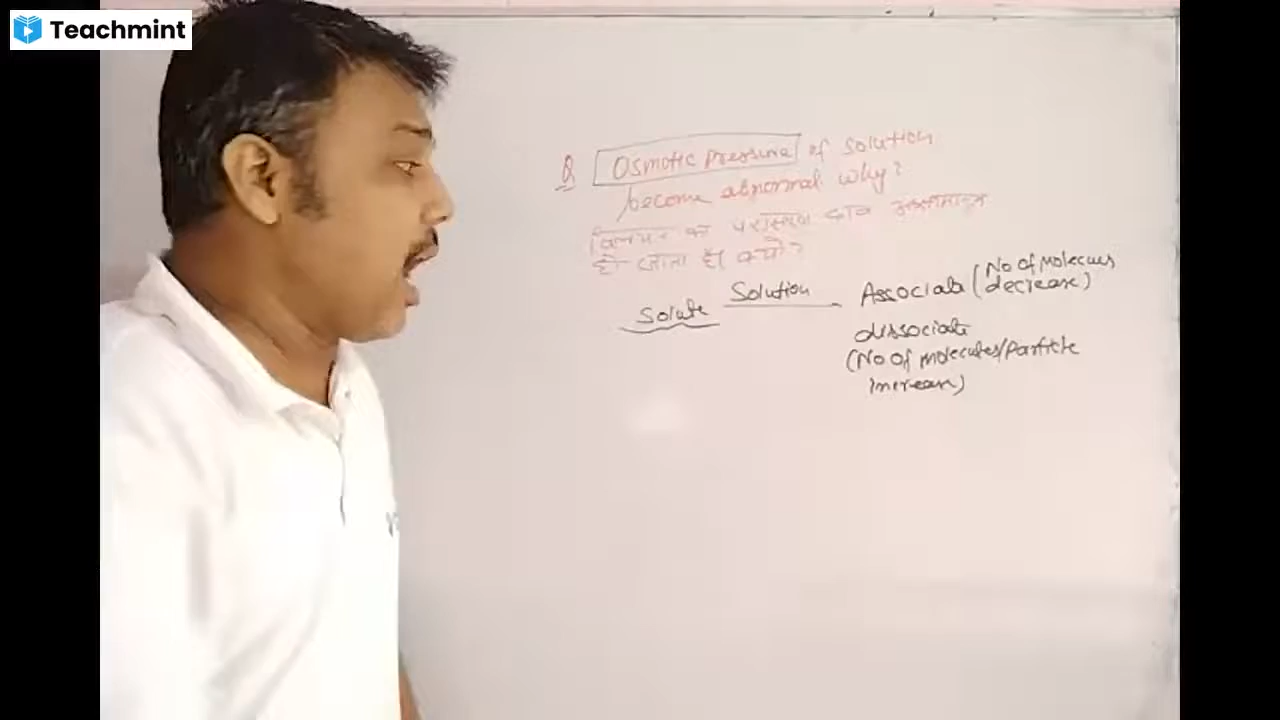 Teachmint
Q Osmotic Pressure of solution
become abnormal why?
विलयन का परासरण दाब असामान्य
हो जाता है। क्यों?
Solute Solution Associate (No of molecules
decrease)
dissociate
(No of molecules/particle
increase)